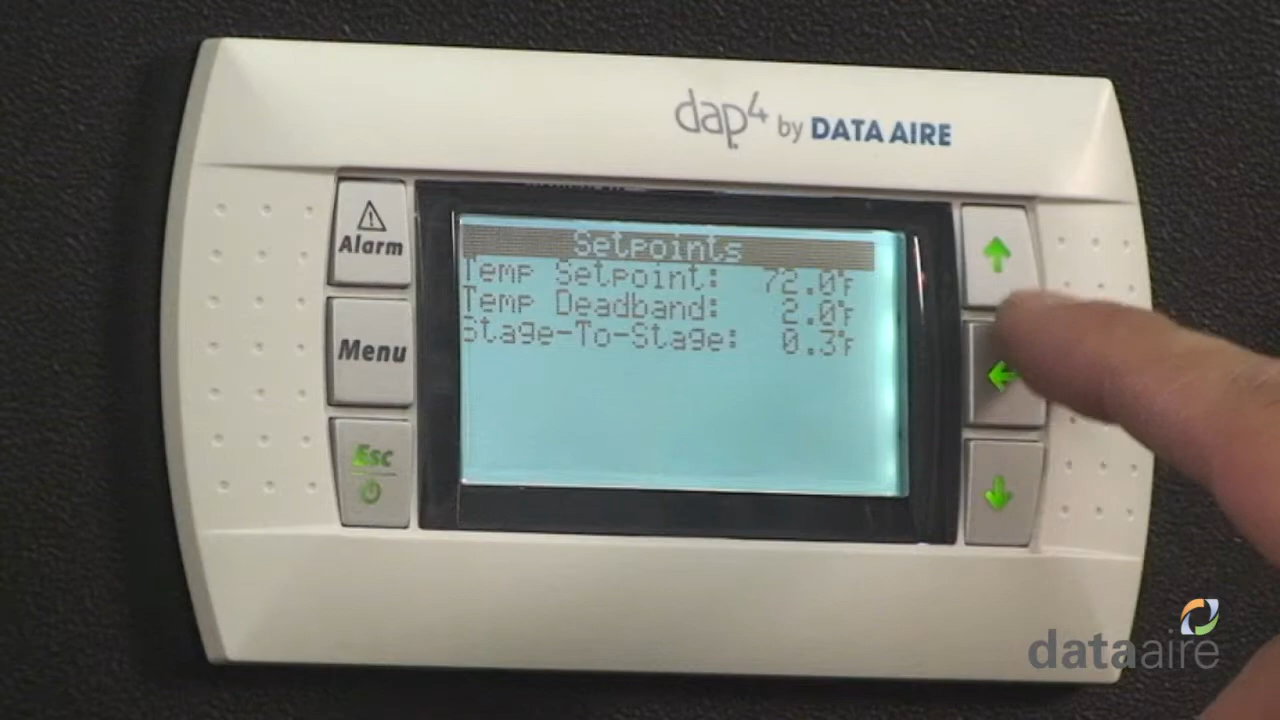 dap4 by DATA AIRE
Alarm
Menu
Esc
Setpoints
Temp Setpoint: 72.0°F
Temp Deadband: 2.0°F
Stage-To-Stage: 0.3°F
dataaire